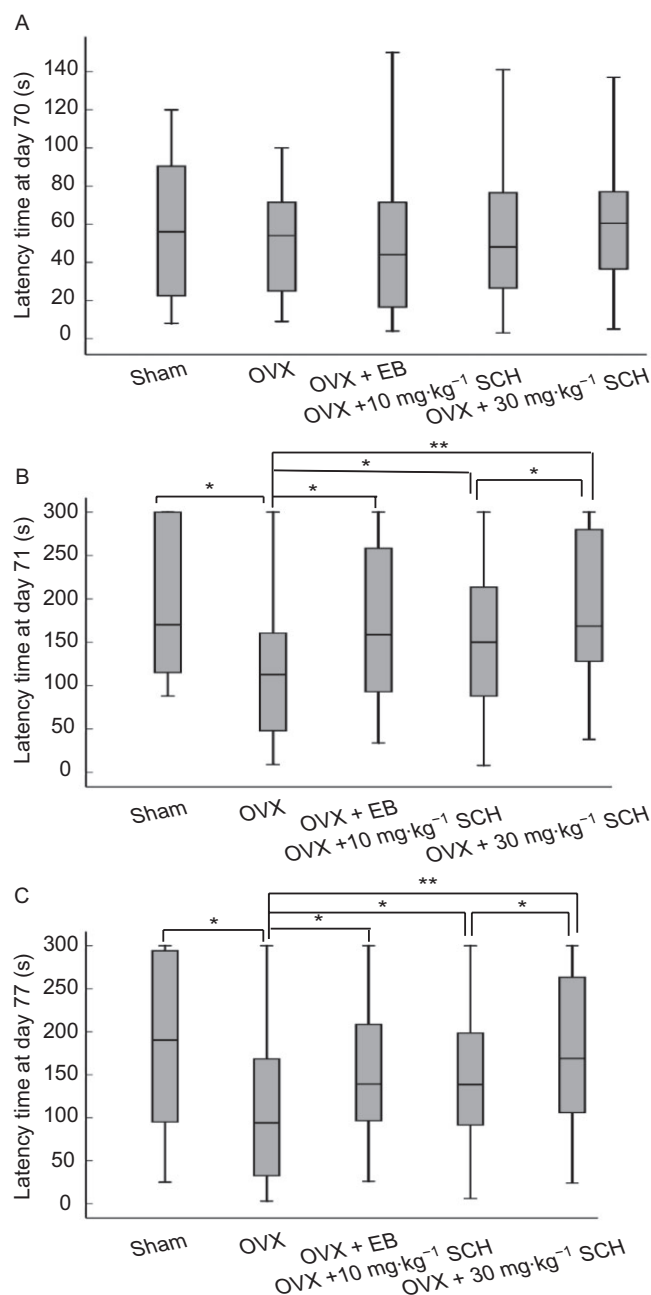 A
Latency time at day 70 (s)
140
120
100
80
60
40
20
0
Sham
OVX
OVX + EB
OVX +10 mg·kg⁻¹ SCH
OVX + 30 mg·kg⁻¹ SCH
B
Latency time at day 71 (s)
**
*
*
*
*
300
250
200
150
100
50
0
Sham
OVX
OVX + EB
OVX +10 mg·kg⁻¹ SCH
OVX + 30 mg·kg⁻¹ SCH
C
Latency time at day 77 (s)
**
*
*
*
*
300
250
200
150
100
50
0
Sham
OVX
OVX + EB
OVX +10 mg·kg⁻¹ SCH
OVX + 30 mg·kg⁻¹ SCH